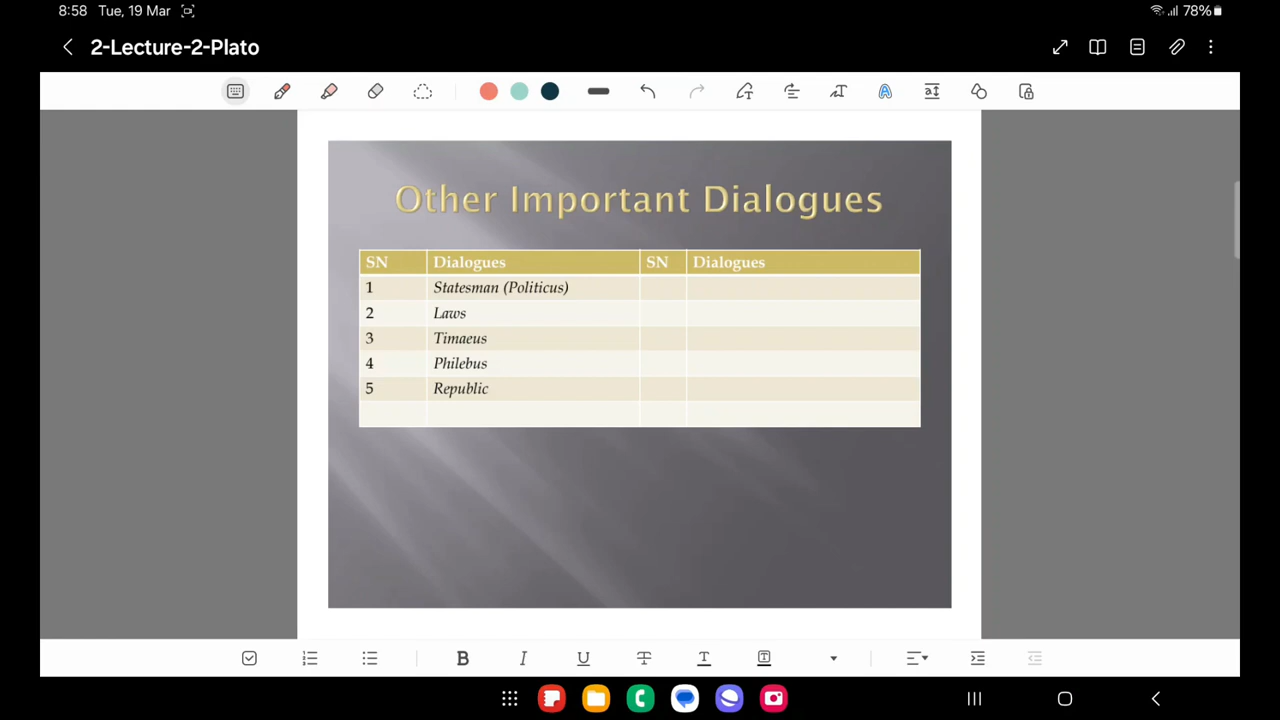 8:58 Tue, 19 Mar 78%
2-Lecture-2-Plato
Other Important Dialogues
SN Dialogues SN Dialogues
1 Statesman (Politicus)
2 Laws
3 Timaeus
4 Philebus
5 Republic
B I U T T T